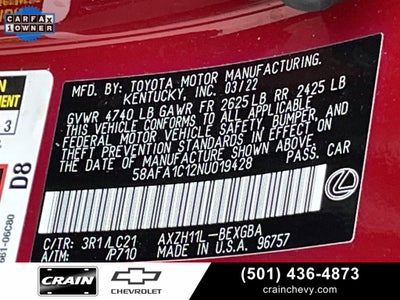 CARFAX
1 OWNER
MFD. BY: TOYOTA MOTOR MANUFACTURING,
KENTUCKY, INC. 03/22
GVWR 4740 LB GAWR FR 2625 LB RR 2425 LB
THIS VEHICLE CONFORMS TO ALL APPLICABLE
FEDERAL MOTOR VEHICLE SAFETY, BUMPER, AND
THEFT PREVENTION STANDARDS IN EFFECT ON
THE DATE OF MANUFACTURE SHOWN ABOVE.
58AFA1C12NU019428 PASS. CAR
C/TR: 3R1/LC21 AXZH11L-BEXGBA
A/TM: /P710 MADE IN U.S.A. 96757
3
D8
661-06C80
CRAIN
CHEVROLET
(501) 436-4873
crainchevy.com